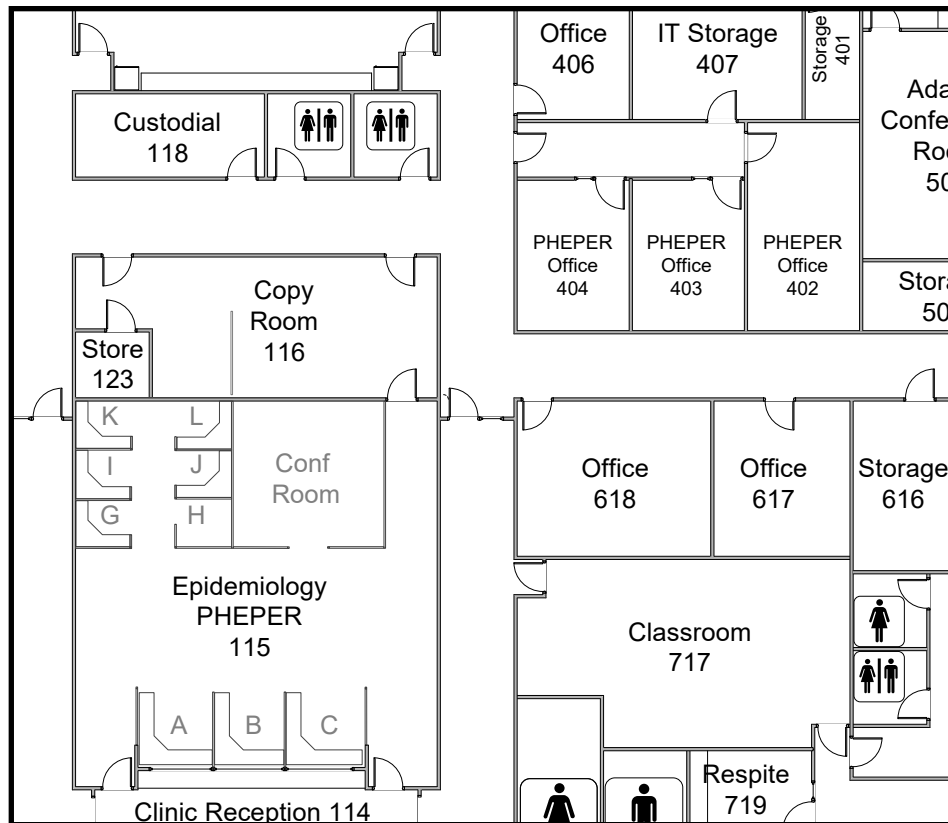 Office
406
IT Storage
407
Storage
401
Custodial
118
PHEPER
Office
404
PHEPER
Office
403
PHEPER
Office
402
Copy
Room
116
Store
123
K
L
I
J
G
H
Conf
Room
Office
618
Office
617
Storage
616
Epidemiology
PHEPER
115
Classroom
717
A
B
C
Clinic Reception 114
Respite
719